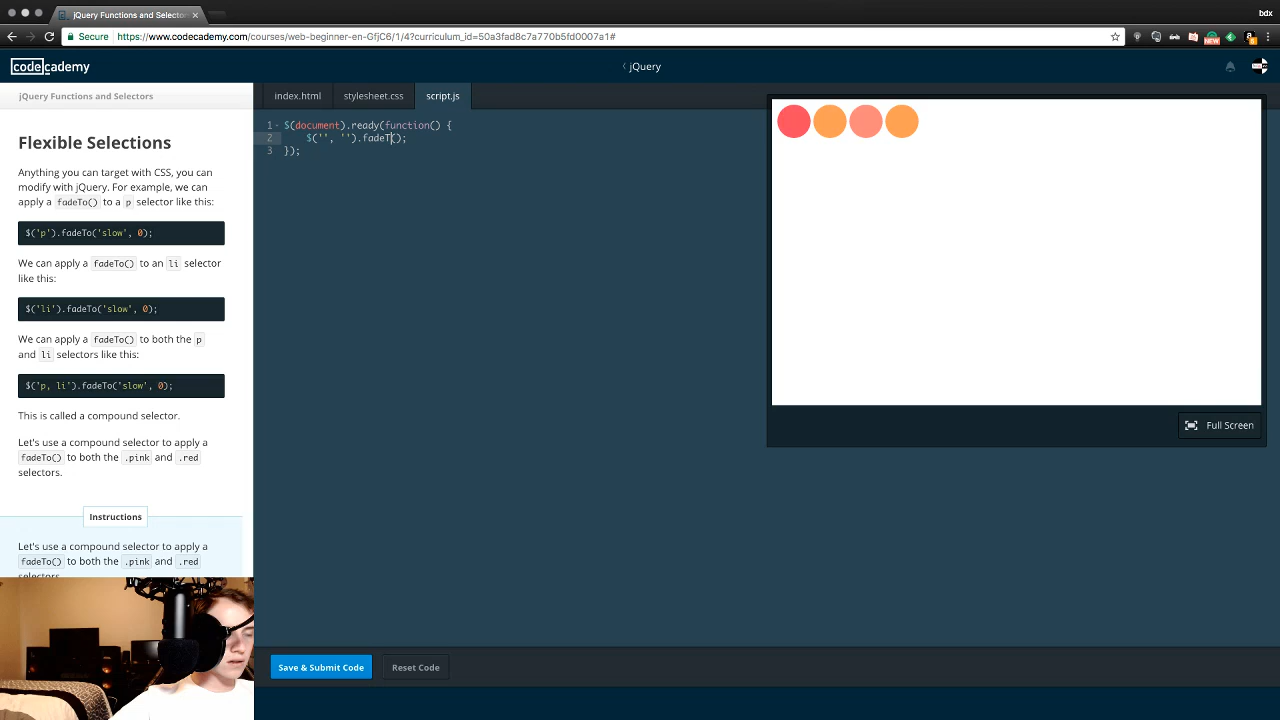 jQuery Functions and Selector
bdx
Secure https://www.codecademy.com/courses/web-beginner-en-GfjC6/1/4?curriculum_id=50a3fad8c7a770b5fd0007a1#
NEW
codecademy
jQuery
jQuery Functions and Selectors
index.html
stylesheet.css
script.js
Flexible Selections
Anything you can target with CSS, you can
modify with jQuery. For example, we can
apply a fadeTo() to a p selector like this:
$('p').fadeTo('slow', 0);
We can apply a fadeTo() to an li selector
like this:
$('li').fadeTo('slow', 0);
We can apply a fadeTo() to both the p
and li selectors like this:
$('p, li').fadeTo('slow', 0);
This is called a compound selector.
Let's use a compound selector to apply a
fadeTo() to both the .pink and .red
selectors.
Instructions
Let's use a compound selector to apply a
fadeTo() to both the .pink and .red
selectors.
1 $(document).ready(function() {
2 $('', '').fadeT();
3 });
Full Screen
Save & Submit Code
Reset Code